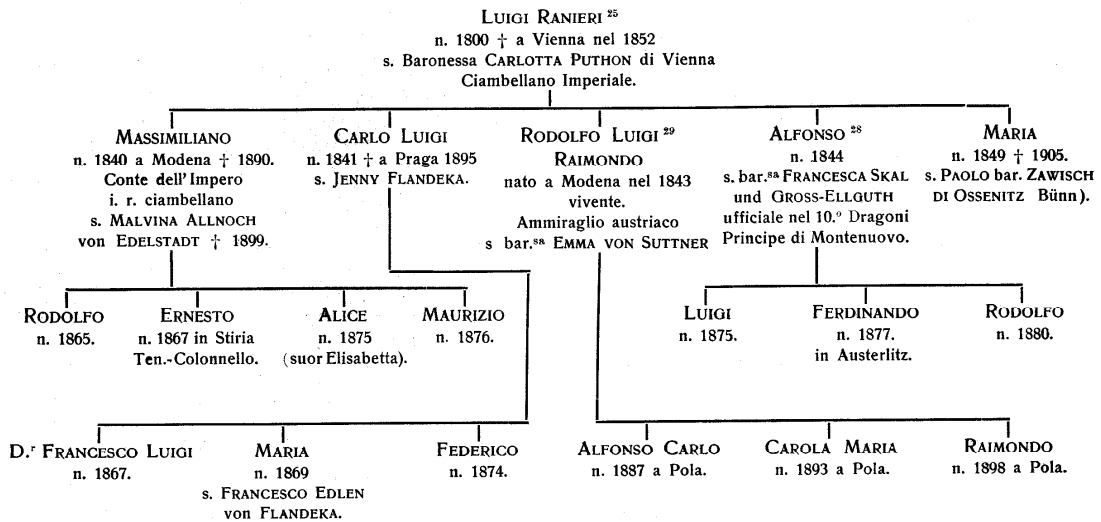 LUIGI RANIERI 25
n. 1800 † a Vienna nel 1852
s. Baronessa CARLOTTA PUTHON di Vienna
Ciambellano Imperiale.
MASSIMILIANO
n. 1840 a Modena † 1890.
Conte dell'Impero
i. r. ciambellano
s. MALVINA ALLNOCH
von EDELSTADT † 1899.
CARLO LUIGI
n. 1841 † a Praga 1895
s. JENNY FLANDEKA.
RODOLFO LUIGI 29
RAIMONDO
nato a Modena nel 1843
vivente.
Ammiraglio austriaco
s bar.sa EMMA VON SUTTNER
ALFONSO 28
n. 1844
s. bar.sa FRANCESCA SKAL
und GROSS-ELLGUTH
ufficiale nel 10.º Dragoni
Principe di Montenuovo.
MARIA
n. 1849 † 1905.
s. PAOLO bar. ZAWISCH
DI OSSENITZ Bünn).
RODOLFO
n. 1865.
ERNESTO
n. 1867 in Stiria
Ten.-Colonnello.
ALICE
n. 1875
(suor Elisabetta).
MAURIZIO
n. 1876.
LUIGI
n. 1875.
FERDINANDO
n. 1877.
in Austerlitz.
RODOLFO
n. 1880.
D.r FRANCESCO LUIGI
n. 1867.
MARIA
n. 1869
s. FRANCESCO EDLEN
von FLANDEKA.
FEDERICO
n. 1874.
ALFONSO CARLO
n. 1887 a Pola.
CAROLA MARIA
n. 1893 a Pola.
RAIMONDO
n. 1898 a Pola.